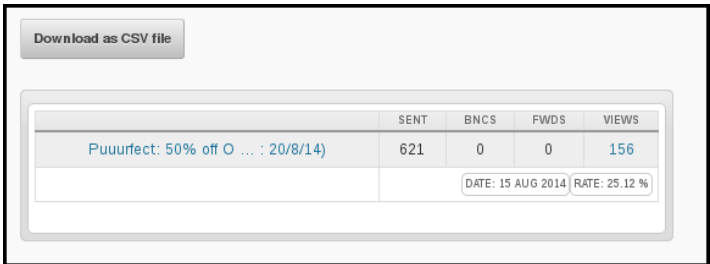 Download as CSV file
SENT BNCS FWDS VIEWS
Puuurfect: 50% off O ... : 20/8/14) 621 0 0 156
DATE: 15 AUG 2014 RATE: 25.12 %